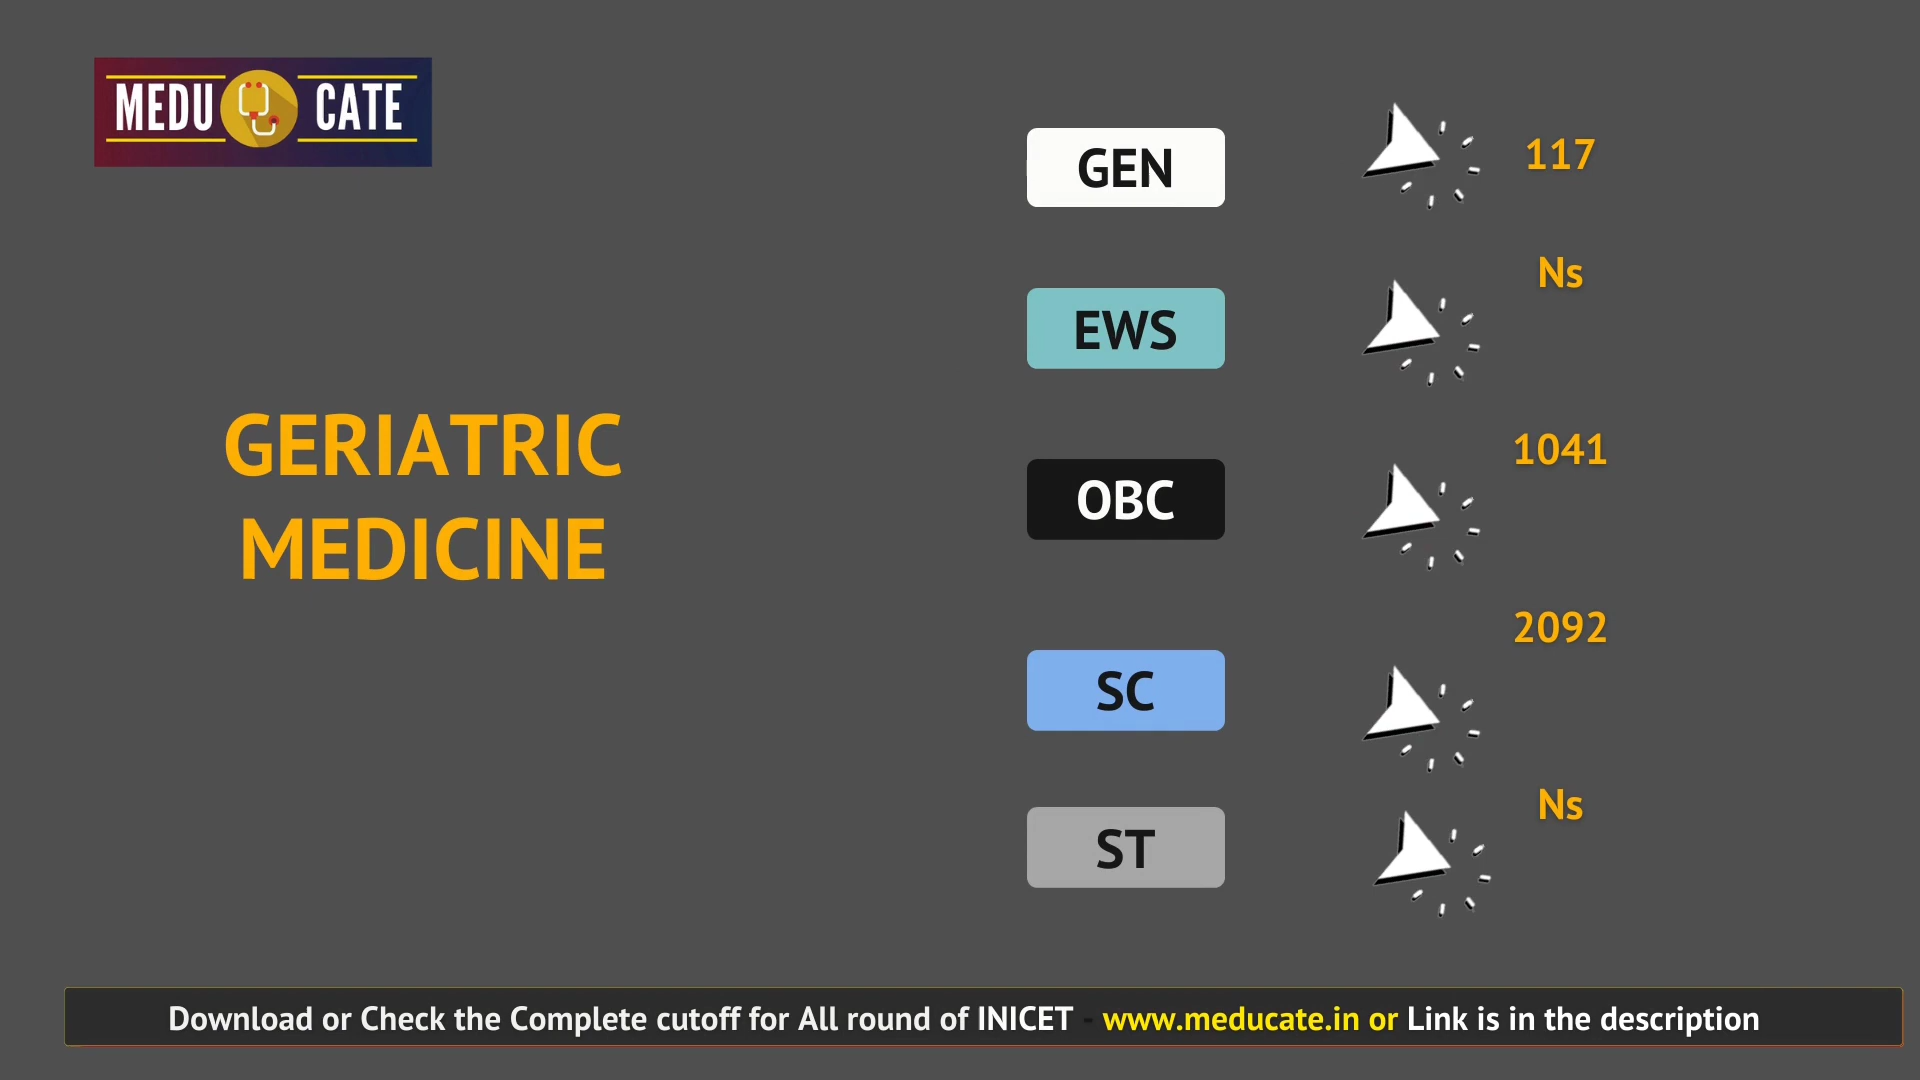 MEDU CATE
GERIATRIC
MEDICINE
GEN 117
EWS Ns
OBC 1041
SC 2092
ST Ns
Download or Check the Complete cutoff for All round of INICET - www.meducate.in or Link is in the description